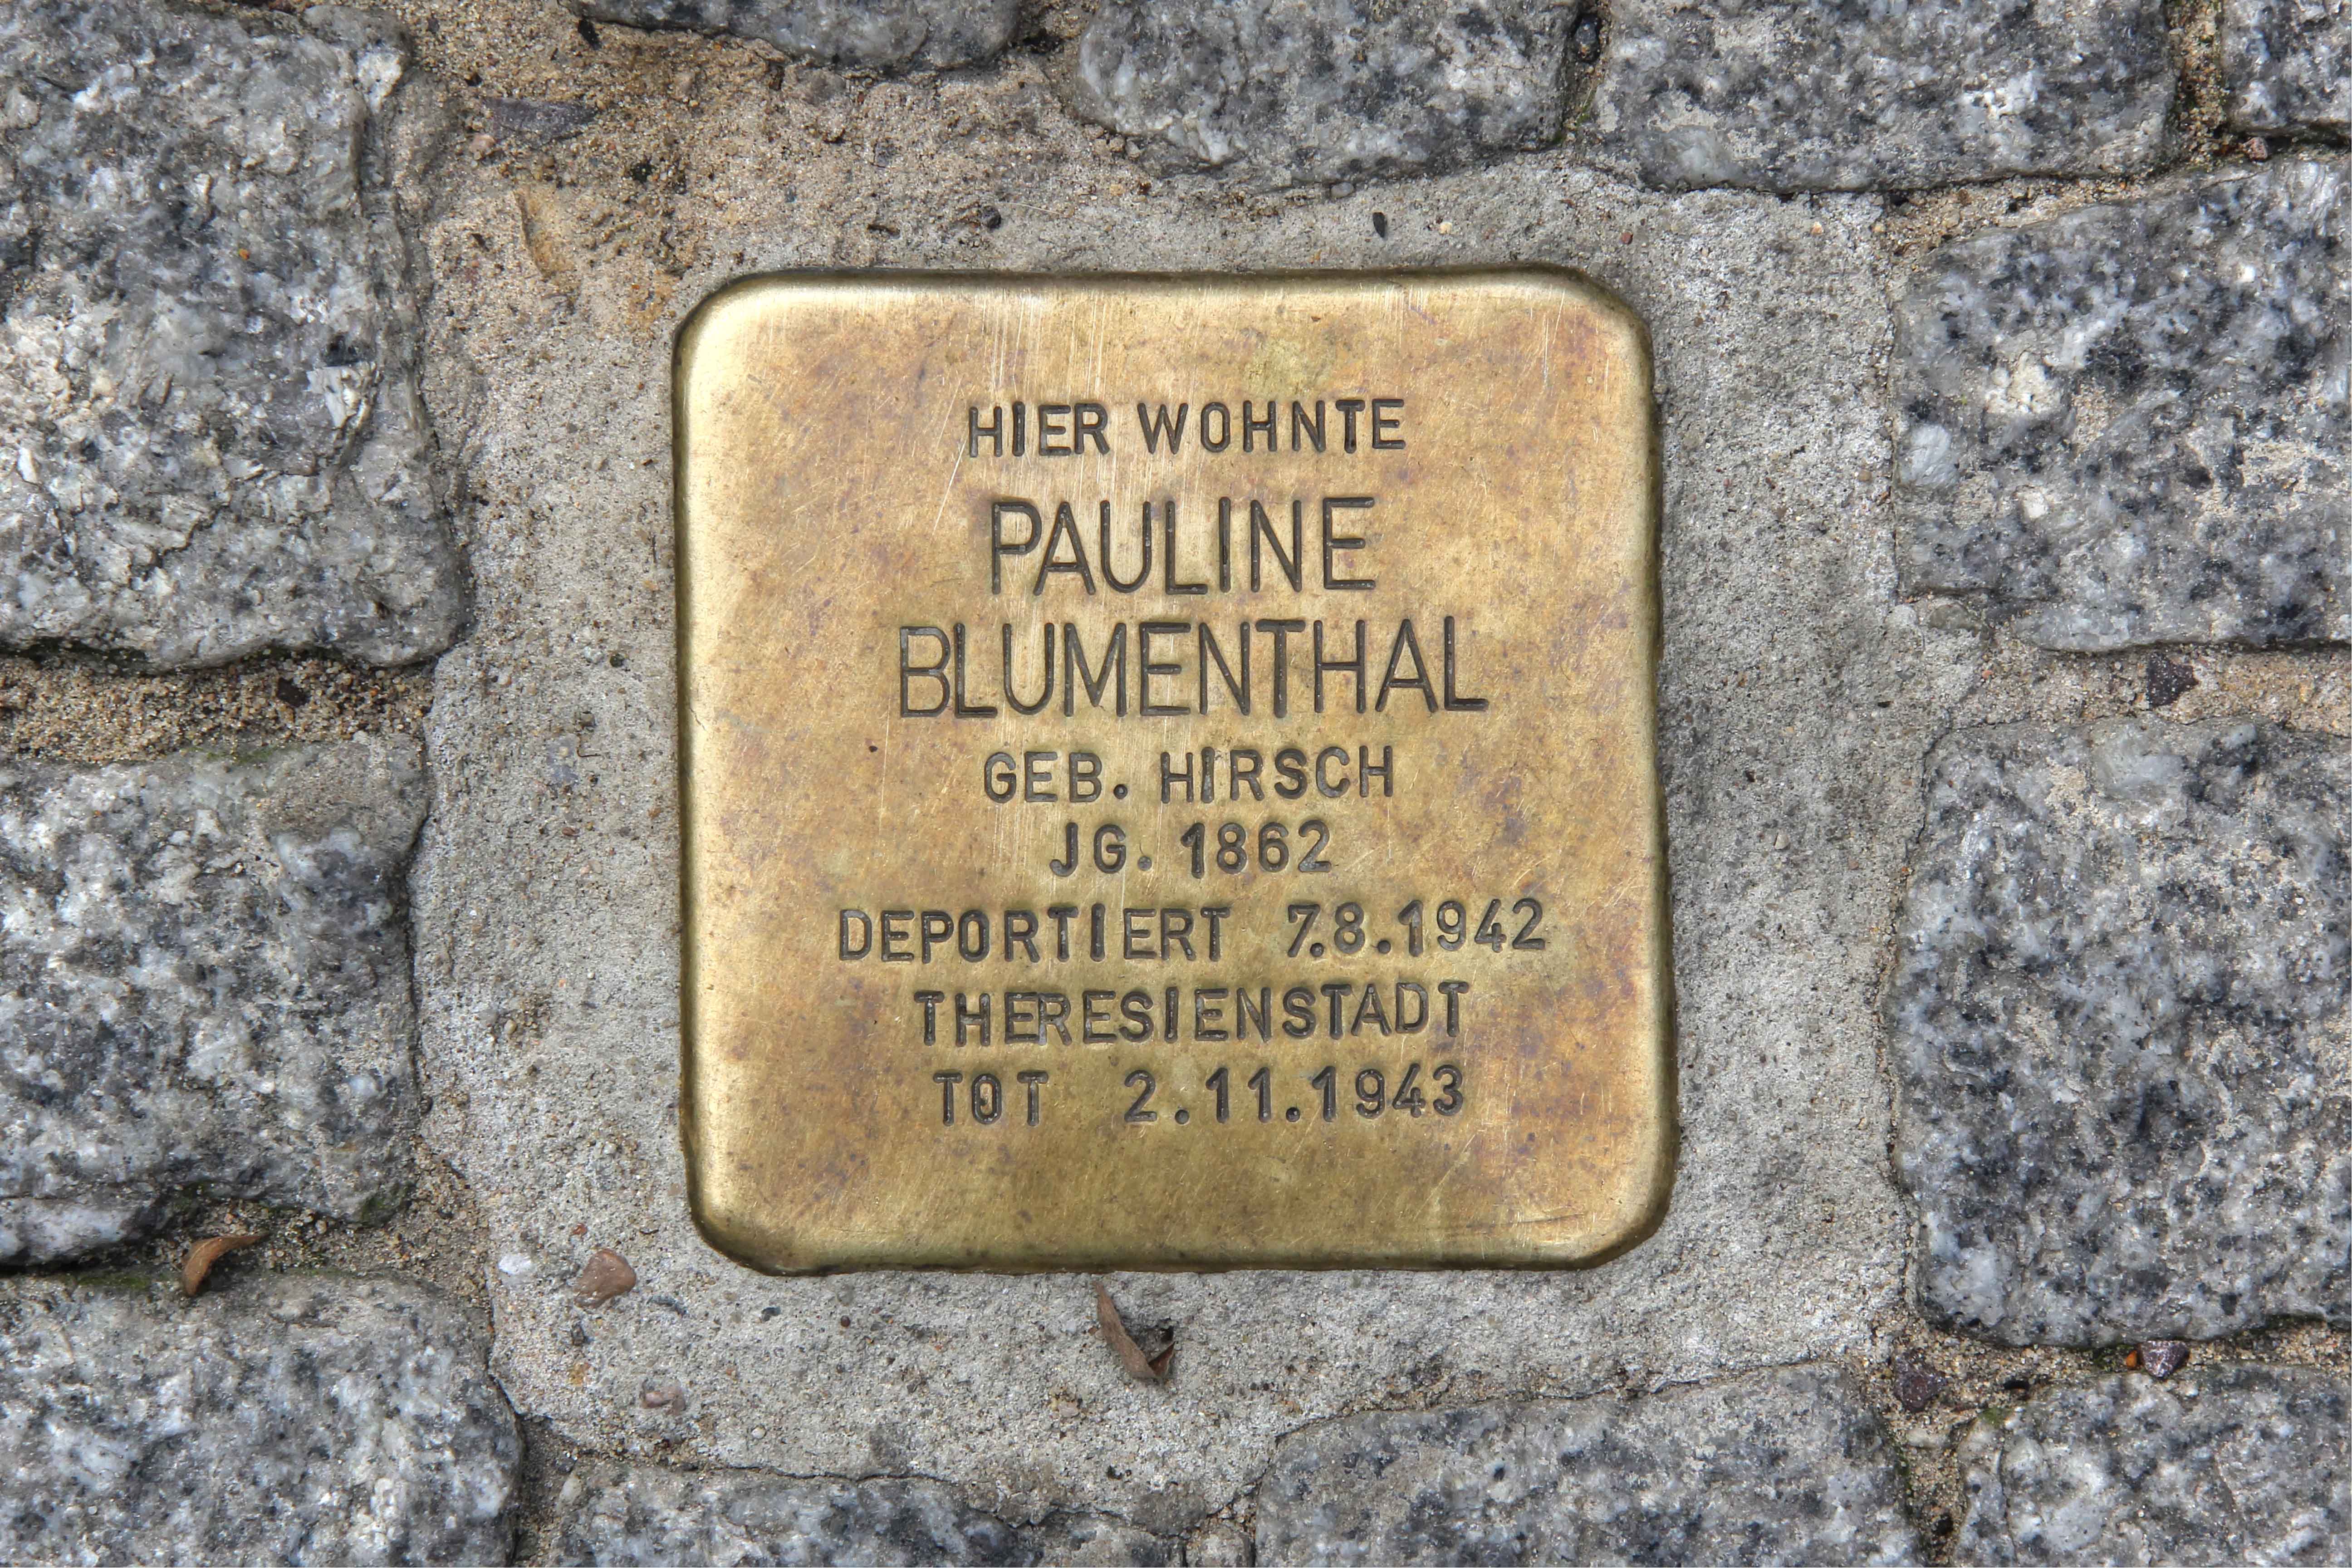 HIER WOHNTE
PAULINE
BLUMENTHAL
GEB. HIRSCH
JG. 1862
DEPORTIERT 7.8.1942
THERESIENSTADT
TOT 2.11.1943